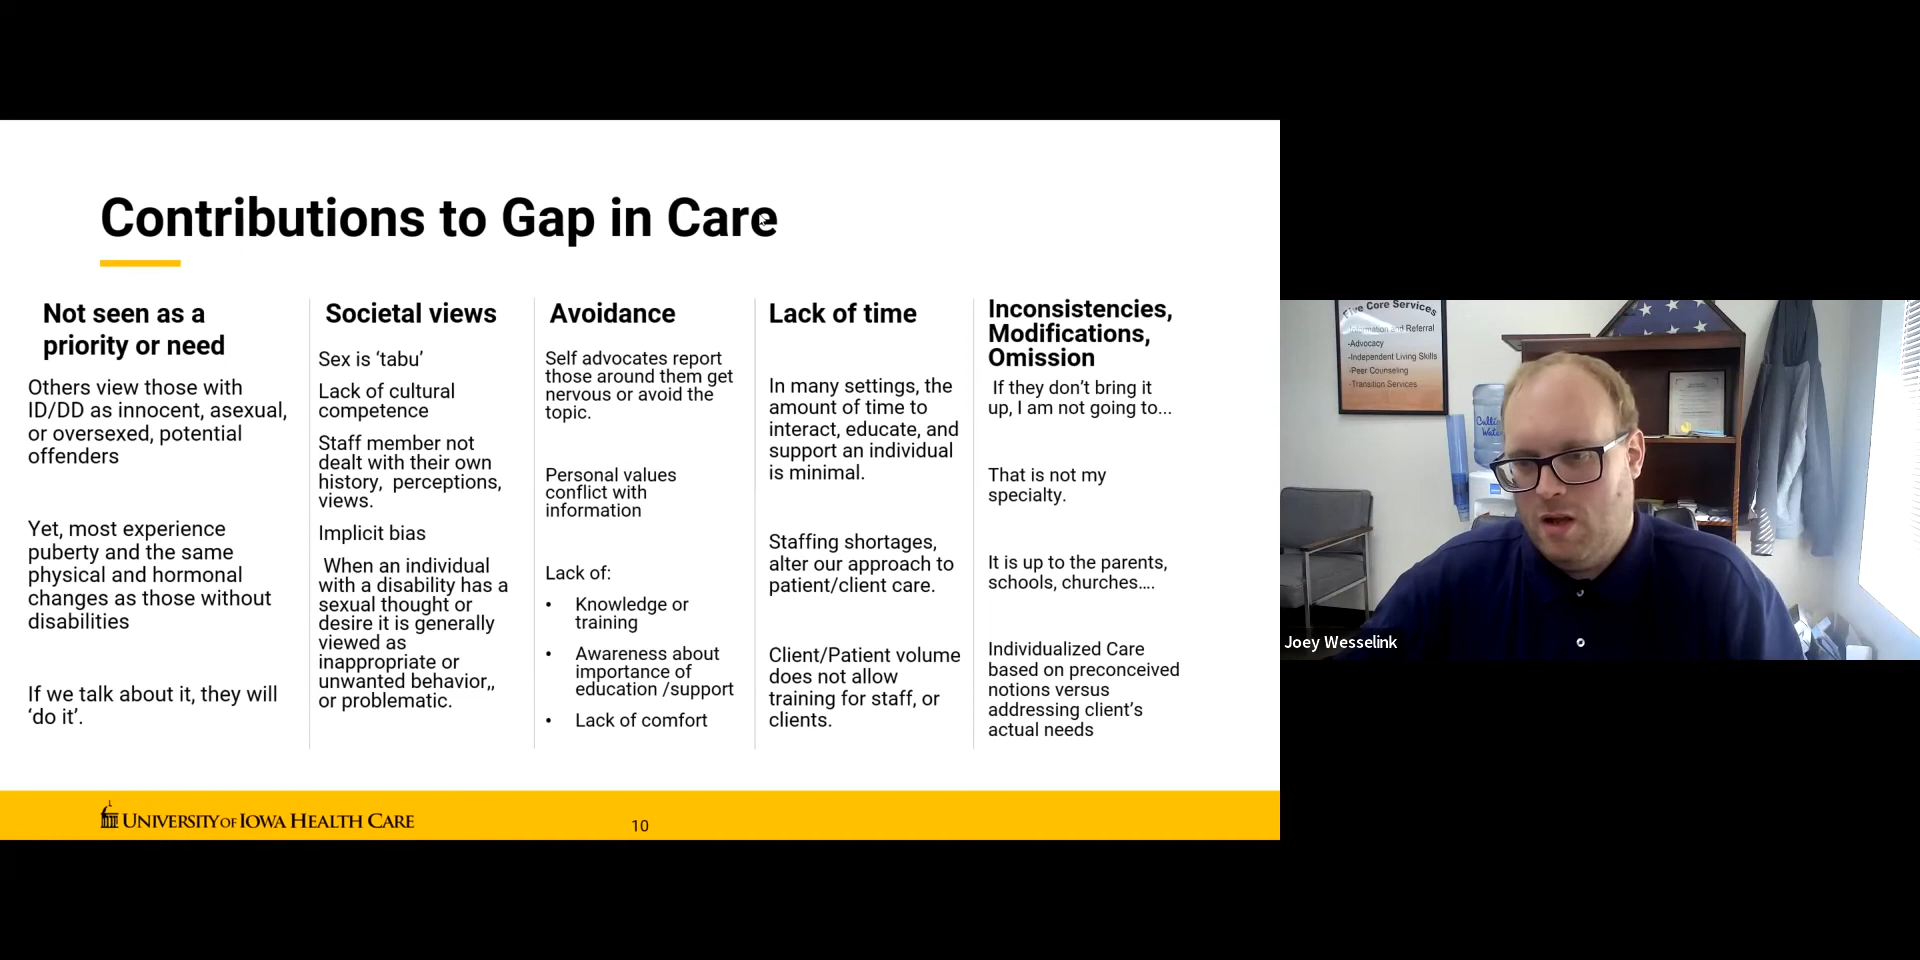 Contributions to Gap in Care
Not seen as a
priority or need
Others view those with
ID/DD as innocent, asexual,
or oversexed, potential
offenders
Yet, most experience
puberty and the same
physical and hormonal
changes as those without
disabilities
If we talk about it, they will
‘do it’.
Societal views
Sex is ‘tabu’
Lack of cultural
competence
Staff member not
dealt with their own
history,  perceptions,
views.
Implicit bias
When an individual
with a disability has a
sexual thought or
desire it is generally
viewed as
inappropriate or
unwanted behavior,,
or problematic.
Avoidance
Self advocates report
those around them get
nervous or avoid the
topic.
Personal values
conflict with
information
Lack of:
• Knowledge or
training
• Awareness about
importance of
education /support
• Lack of comfort
Lack of time
In many settings, the
amount of time to
interact, educate, and
support an individual
is minimal.
Staffing shortages,
alter our approach to
patient/client care.
Client/Patient volume
does not allow
training for staff, or
clients.
Inconsistencies,
Modifications,
Omission
If they don’t bring it
up, I am not going to...
That is not my
specialty.
It is up to the parents,
schools, churches....
Individualized Care
based on preconceived
notions versus
addressing client’s
actual needs
UNIVERSITY OF IOWA HEALTH CARE
10
Five Core Services
-Information and Referral
-Advocacy
-Independent Living Skills
-Peer Counseling
-Transition Services
Joey Wesselink